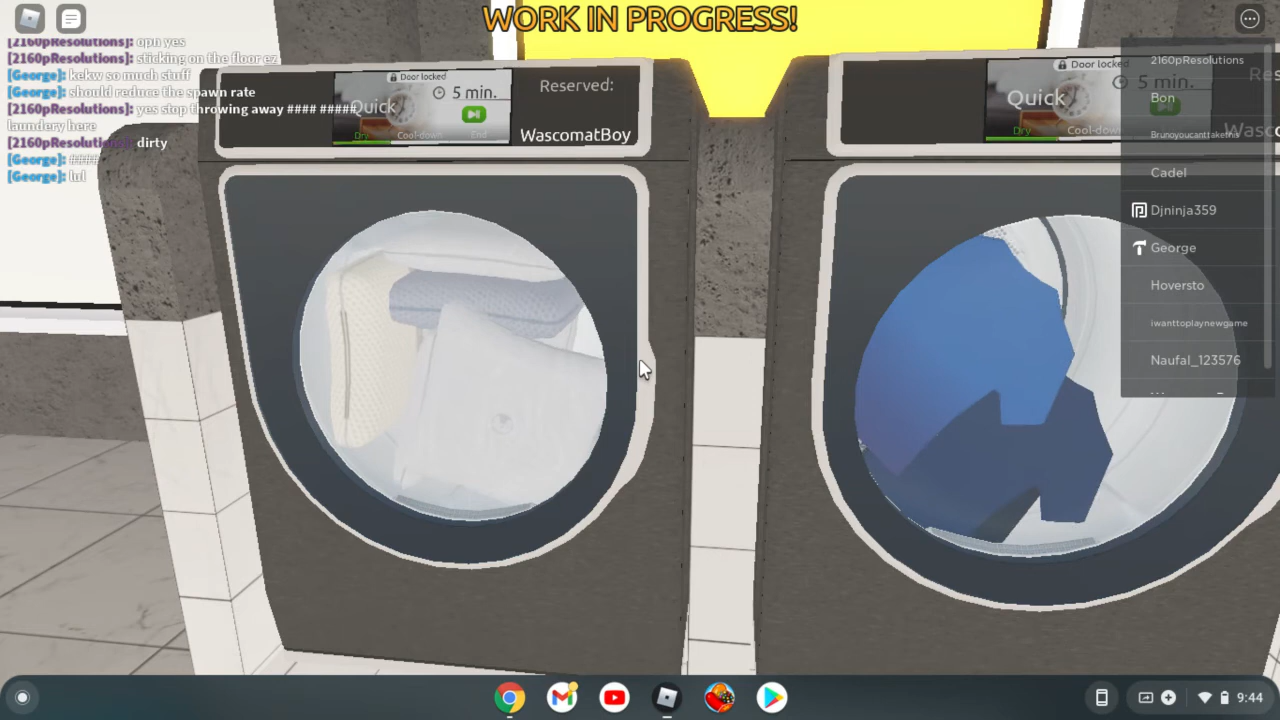 WORK IN PROGRESS!
[2160pResolutions]: oph yes
[2160pResolutions]: sticking on the floor ez
[George]: kekw so much stuff
[George]: should reduce the spawn rate
[2160pResolutions]: yes stop throwing away #### #####
laundery here
[2160pResolutions]: dirty
[George]: ####
[George]: lul
Door locked
Quick
5 min.
Dry
Cool-down
End
Reserved:
WascomatBoy
Door locked
Quick
5 min.
Dry
Cool-down
2160pResolutions
Bon
Cadel
Djninja359
George
Hoversto
iwanttoplaynewgame
Naufal_123576
9:44